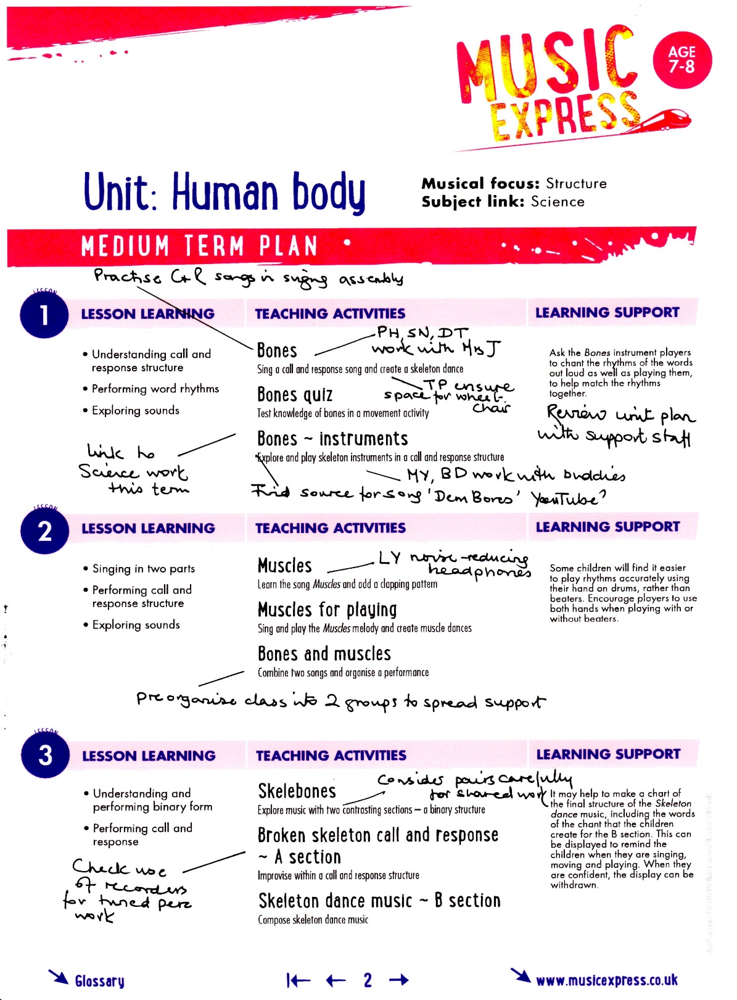 MUSIC
EXPRESS
AGE
7-8
Unit: Human body
Musical focus: Structure
Subject link: Science
MEDIUM TERM PLAN
Practise C+R songs in singing assembly
LESSON
1
LESSON LEARNING
• Understanding call and
response structure
• Performing word rhythms
• Exploring sounds
Link to
Science work
this term
TEACHING ACTIVITIES
Bones
PH, SN, DT
work with Mrs J
Sing a call and response song and create a skeleton dance
TP ensure
space for wheel-
chair
Bones quiz
Test knowledge of bones in a movement activity
Bones ~ instruments
Explore and play skeleton instruments in a call and response structure
MY, BD work with buddies
Find source for song 'Dem Bones' YouTube?
LEARNING SUPPORT
Ask the Bones instrument players
to chant the rhythms of the words
out loud as well as playing them,
to help match the rhythms
together.
Review unit plan
with support staff
LESSON
2
LESSON LEARNING
• Singing in two parts
• Performing call and
response structure
• Exploring sounds
TEACHING ACTIVITIES
Muscles
LY noise-reducing
headphones
Learn the song Muscles and add a clapping pattern
Muscles for playing
Sing and play the Muscles melody and create muscle dances
Bones and muscles
Combine two songs and organise a performance
Preorganise class into 2 groups to spread support
LEARNING SUPPORT
Some children will find it easier
to play rhythms accurately using
their hand on drums, rather than
beaters. Encourage players to use
both hands when playing with or
without beaters.
LESSON
3
LESSON LEARNING
• Understanding and
performing binary form
• Performing call and
response
Check use
of recorders
for tuned perc
work
TEACHING ACTIVITIES
Consider pairs carefully
for shared work
Skelebones
Explore music with two contrasting sections – a binary structure
Broken skeleton call and response
~ A section
Improvise within a call and response structure
Skeleton dance music ~ B section
Compose skeleton dance music
LEARNING SUPPORT
It may help to make a chart of
the final structure of the Skeleton
dance music, including the words
of the chant that the children
create for the B section. This can
be displayed to remind the
children when they are singing,
moving and playing. When they
are confident, the display can be
withdrawn.
Glossary
2
www.musicexpress.co.uk